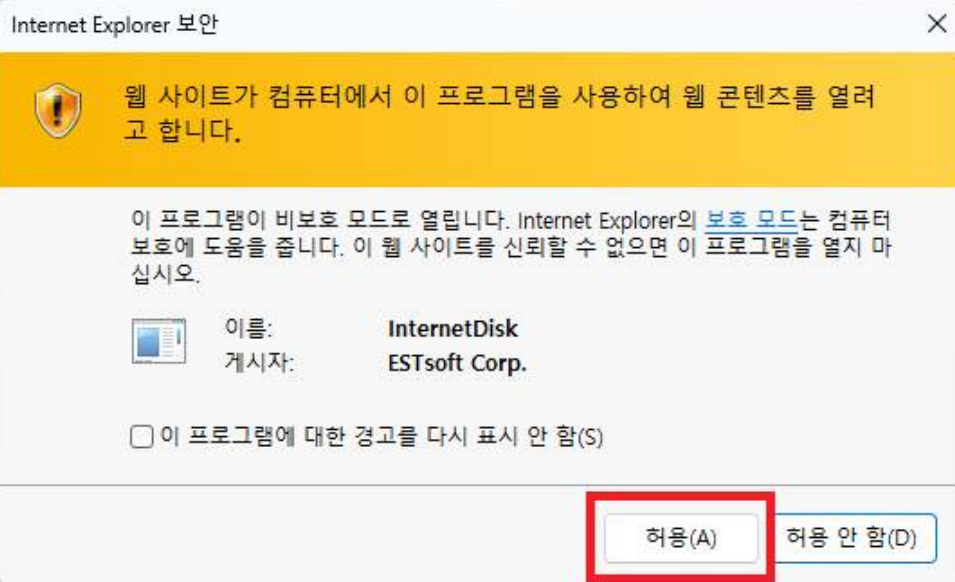 Internet Explorer 보안
웹 사이트가 컴퓨터에서 이 프로그램을 사용하여 웹 콘텐츠를 열려
고 합니다.
이 프로그램이 비보호 모드로 열립니다. Internet Explorer의 보호 모드는 컴퓨터
보호에 도움을 줍니다. 이 웹 사이트를 신뢰할 수 없으면 이 프로그램을 열지 마
십시오.
이름: InternetDisk
게시자: ESTsoft Corp.
이 프로그램에 대한 경고를 다시 표시 안 함(S)
허용(A) 허용 안 함(D)